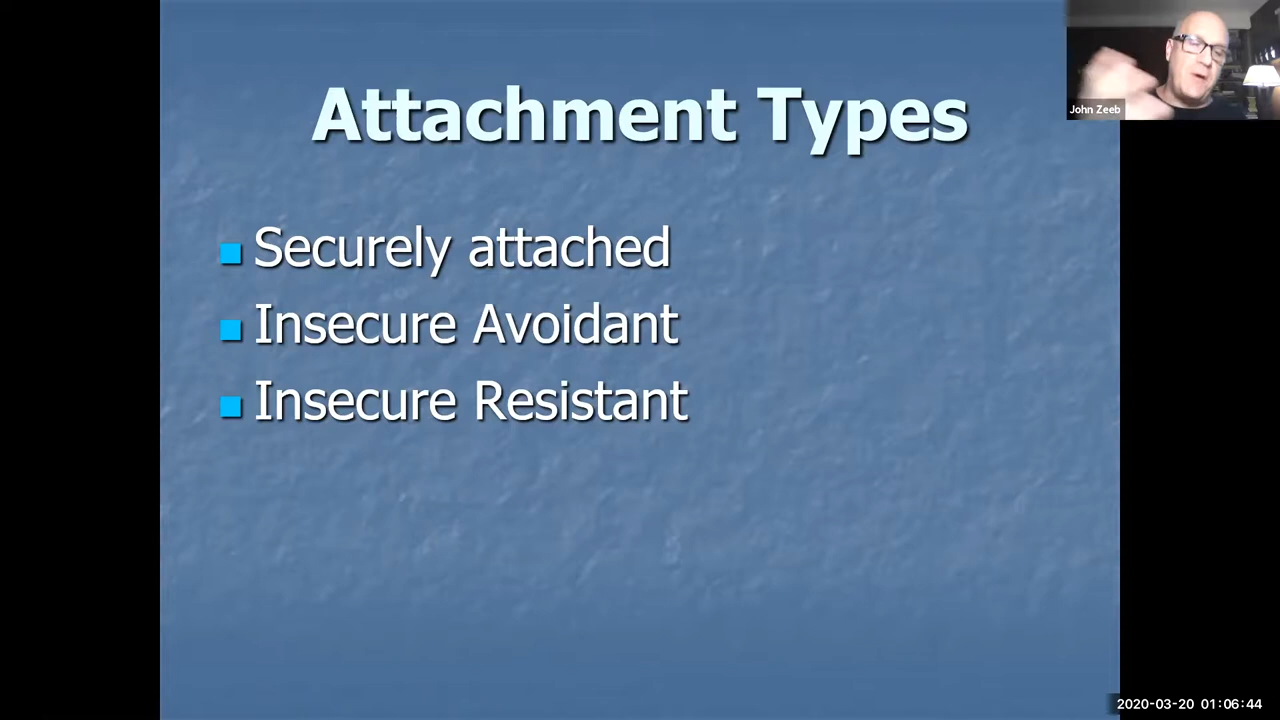 Attachment Types
John Zeeb
Securely attached
Insecure Avoidant
Insecure Resistant
2020-03-20 01:06:44